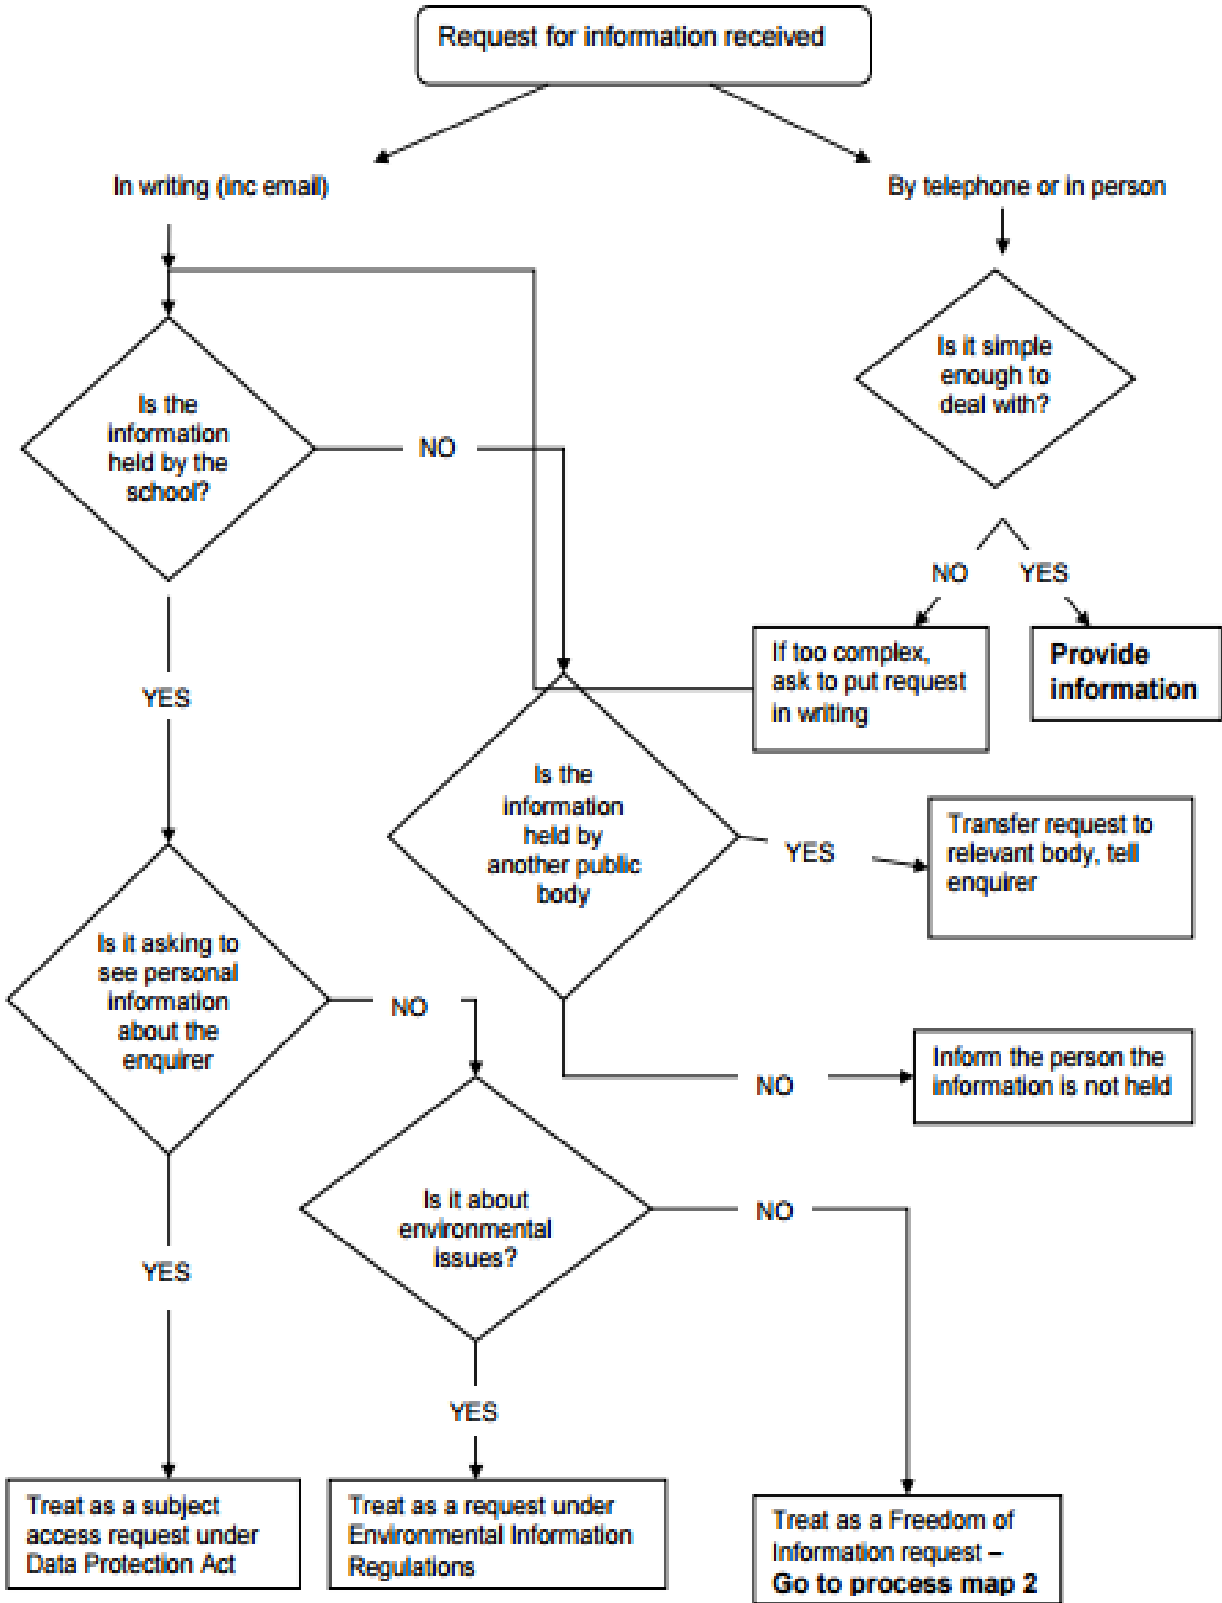 Request for information received
In writing (inc email)
By telephone or in person
Is it simple
enough to
deal with?
Is the
information
held by the
school?
NO
NO
YES
If too complex,
ask to put request
in writing
Provide
information
YES
Is the
information
held by
another public
body
YES
Transfer request to
relevant body, tell
enquirer
Is it asking to
see personal
information
about the
enquirer
NO
NO
Inform the person the
information is not held
Is it about
environmental
issues?
NO
YES
YES
Treat as a subject
access request under
Data Protection Act
Treat as a request under
Environmental Information
Regulations
Treat as a Freedom of
Information request –
Go to process map 2